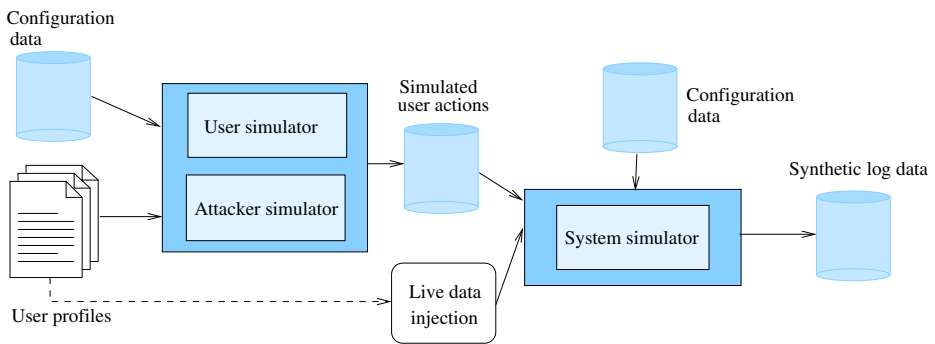 Configuration
data
User simulator
Attacker simulator
User profiles
Simulated
user actions
Live data
injection
Configuration
data
System simulator
Synthetic log data